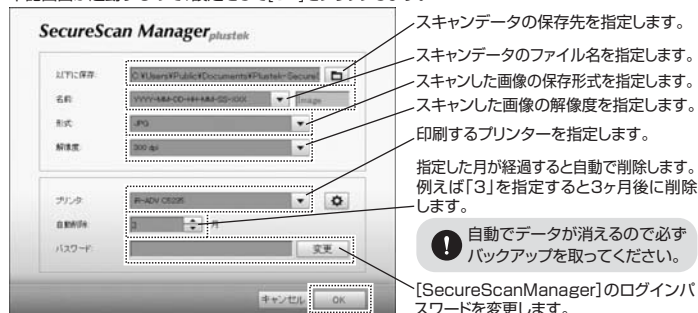 SecureScan Manager plustek
以下に保存:
C:¥Users¥Public¥Documents¥Plustek-SecureS
名前:
YYYY-MM-DD-HH-MM-SS-XXX
Image
形式:
JPG
解像度:
300 dpi
プリンタ:
iR-ADV C5235
自動削除:
3
月
パスワード:
変更
キャンセル
OK
スキャンデータの保存先を指定します。
スキャンデータのファイル名を指定します。
スキャンした画像の保存形式を指定します。
スキャンした画像の解像度を指定します。
印刷するプリンターを指定します。
指定した月が経過すると自動で削除します。
例えば「3」を指定すると3ヶ月後に削除
します。
自動でデータが消えるので必ず
バックアップを取ってください。
[SecureScanManager]のログインパ
スワードを変更します。